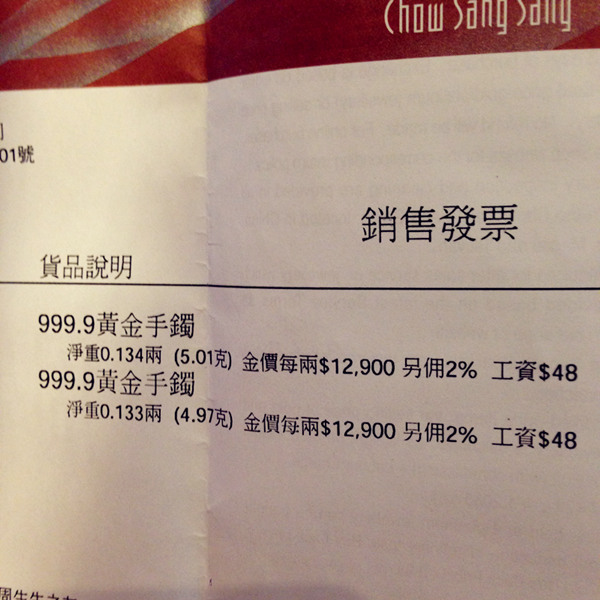 Chow Sang Sang
01號
銷售發票
貨品說明
999.9黃金手鐲
淨重0.134兩 (5.01克) 金價每兩$12,900 另佣2% 工資$48
999.9黃金手鐲
淨重0.133兩 (4.97克) 金價每兩$12,900 另佣2% 工資$48
周生生